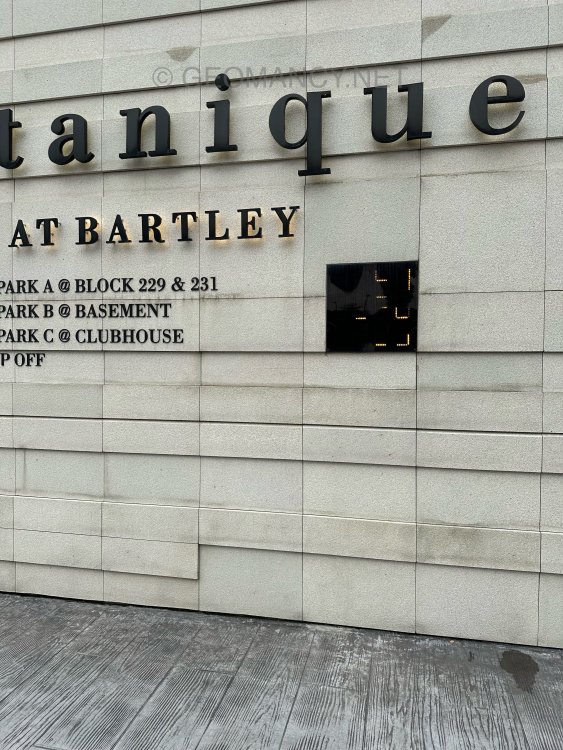 © GEOMANCY.NET
tanique
AT BARTLEY
PARK A @ BLOCK 229 & 231
PARK B @ BASEMENT
PARK C @ CLUBHOUSE
P OFF